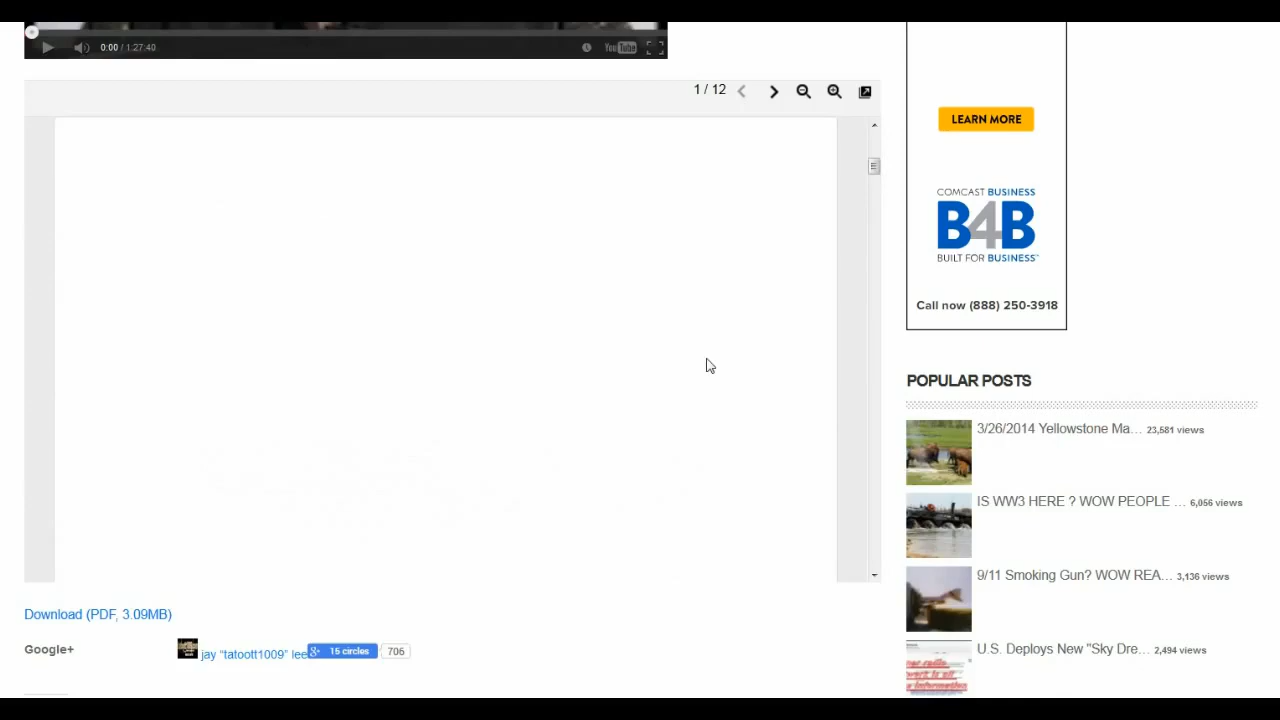 0:00 / 1:27:40
YouTube
1 / 12
Download (PDF, 3.09MB)
Google+
jay "tatoott1009" lee
15 circles
706
LEARN MORE
COMCAST BUSINESS
B4B
BUILT FOR BUSINESS™
Call now (888) 250-3918
POPULAR POSTS
3/26/2014 Yellowstone Ma... 23,581 views
IS WW3 HERE ? WOW PEOPLE ... 6,056 views
9/11 Smoking Gun? WOW REA... 3,136 views
U.S. Deploys New "Sky Dre... 2,494 views